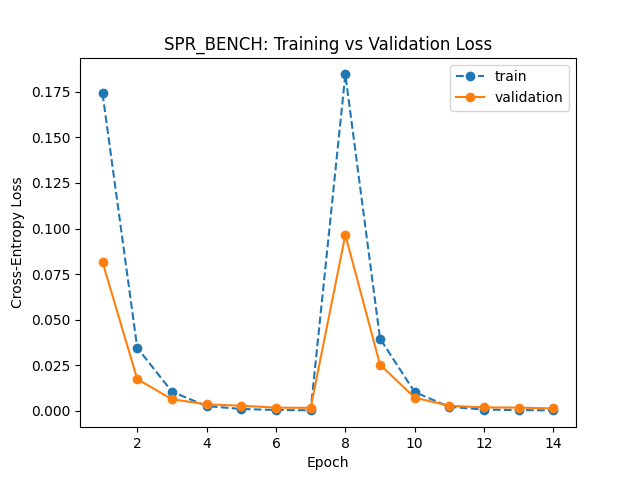 SPR_BENCH: Training vs Validation Loss
train
validation
Cross-Entropy Loss
0.175
0.150
0.125
0.100
0.075
0.050
0.025
0.000
2 4 6 8 10 12 14
Epoch